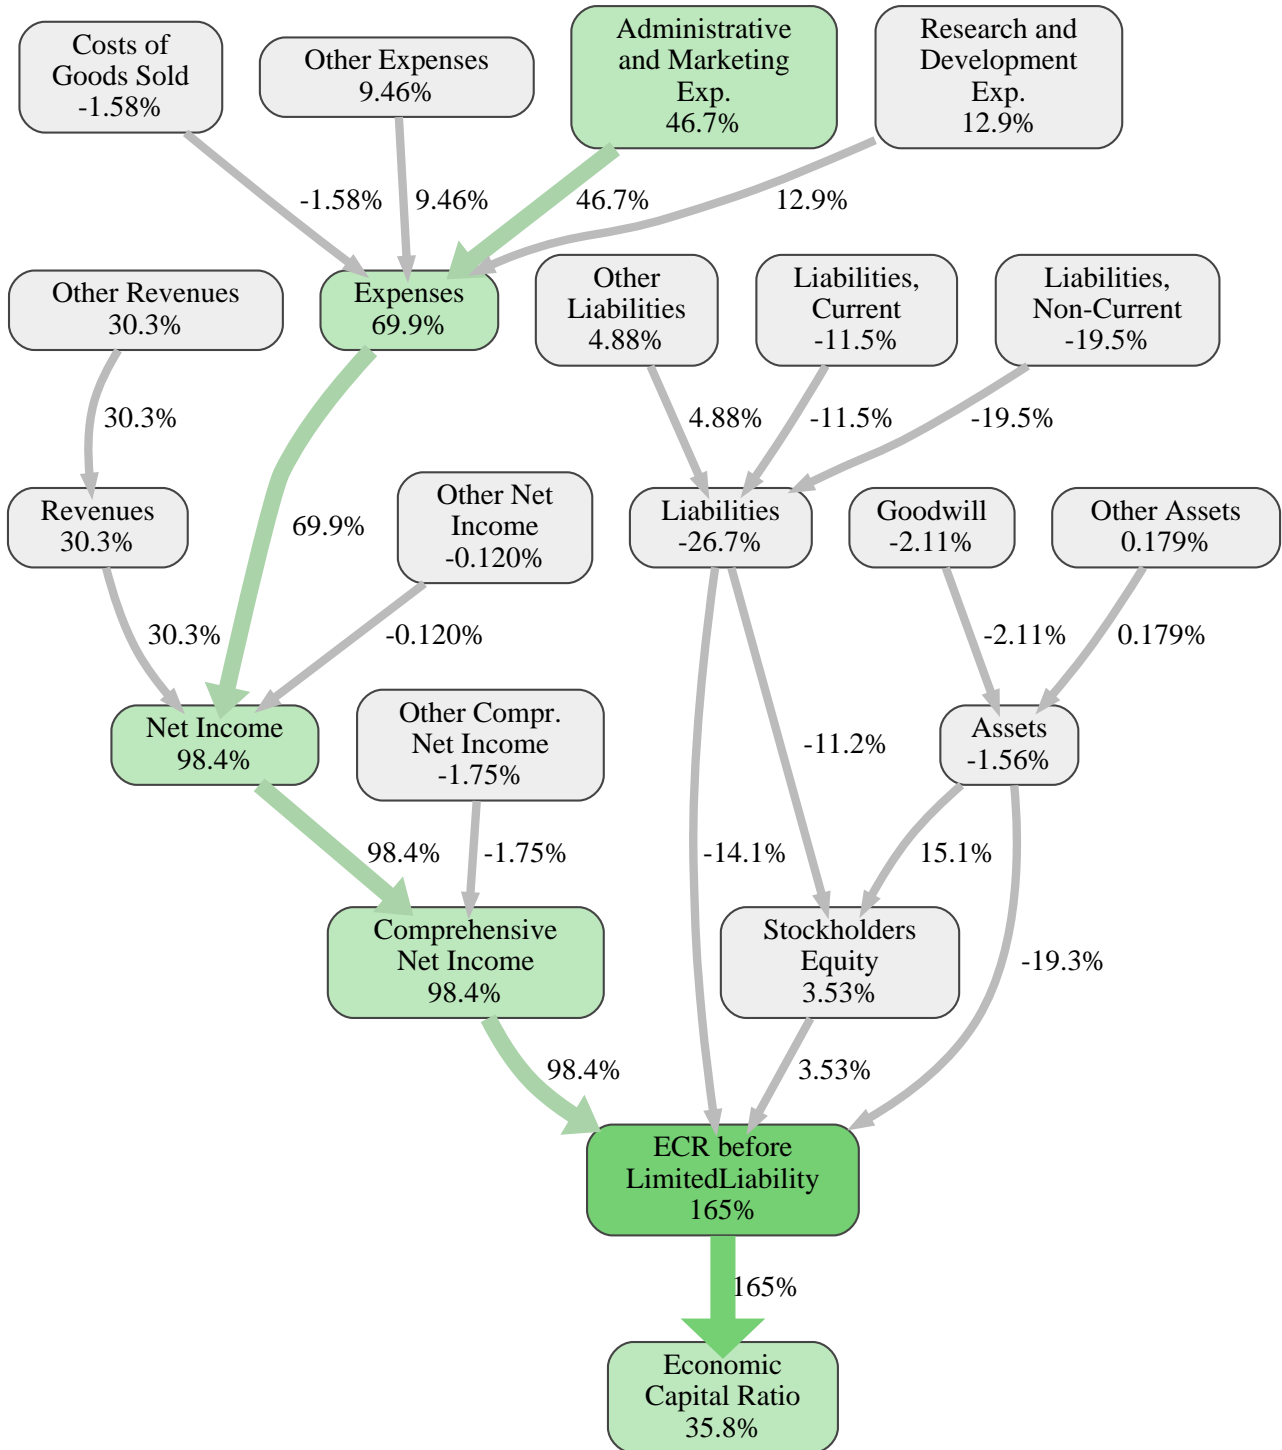 Costs of
Goods Sold
-1.58%
Other Expenses
9.46%
Administrative
and Marketing
Exp.
46.7%
Research and
Development
Exp.
12.9%
-1.58%
9.46%
46.7%
12.9%
Other Revenues
30.3%
Expenses
69.9%
Other
Liabilities
4.88%
Liabilities,
Current
-11.5%
Liabilities,
Non-Current
-19.5%
30.3%
4.88%
-11.5%
-19.5%
Revenues
30.3%
69.9%
Other Net
Income
-0.120%
Liabilities
-26.7%
Goodwill
-2.11%
Other Assets
0.179%
30.3%
-0.120%
-2.11%
0.179%
Net Income
98.4%
Other Compr.
Net Income
-1.75%
-11.2%
Assets
-1.56%
98.4%
-1.75%
-14.1%
15.1%
Comprehensive
Net Income
98.4%
Stockholders
Equity
3.53%
-19.3%
98.4%
3.53%
ECR before
LimitedLiability
165%
165%
Economic
Capital Ratio
35.8%